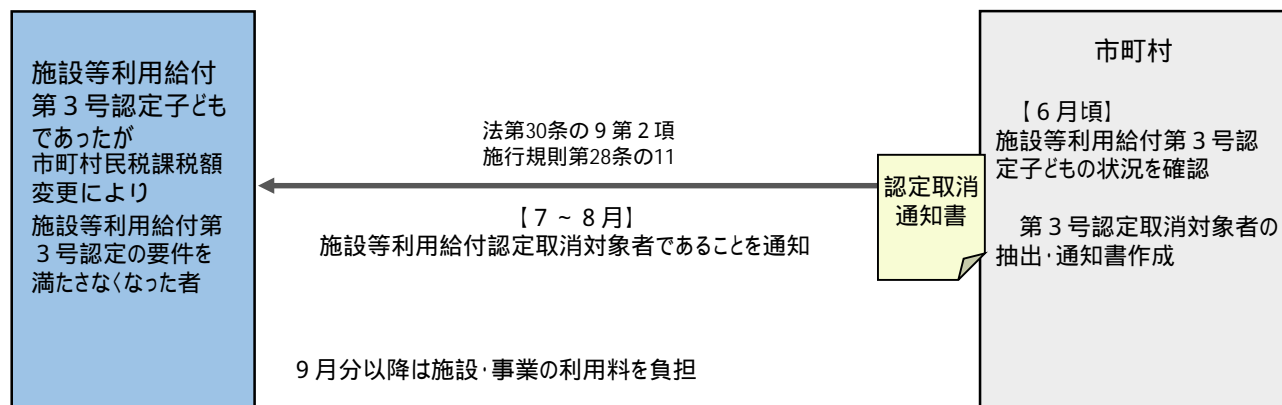 施設等利用給付
第３号認定子ども
であったが
市町村民税課税額
変更により
施設等利用給付第
３号認定の要件を
満たさなくなった者
法第30条の９第２項
施行規則第28条の11
【７～８月】
施設等利用給付認定取消対象者であることを通知
９月分以降は施設・事業の利用料を負担
認定取消
通知書
市町村
【６月頃】
施設等利用給付第３号認
定子どもの状況を確認
第３号認定取消対象者の
抽出・通知書作成